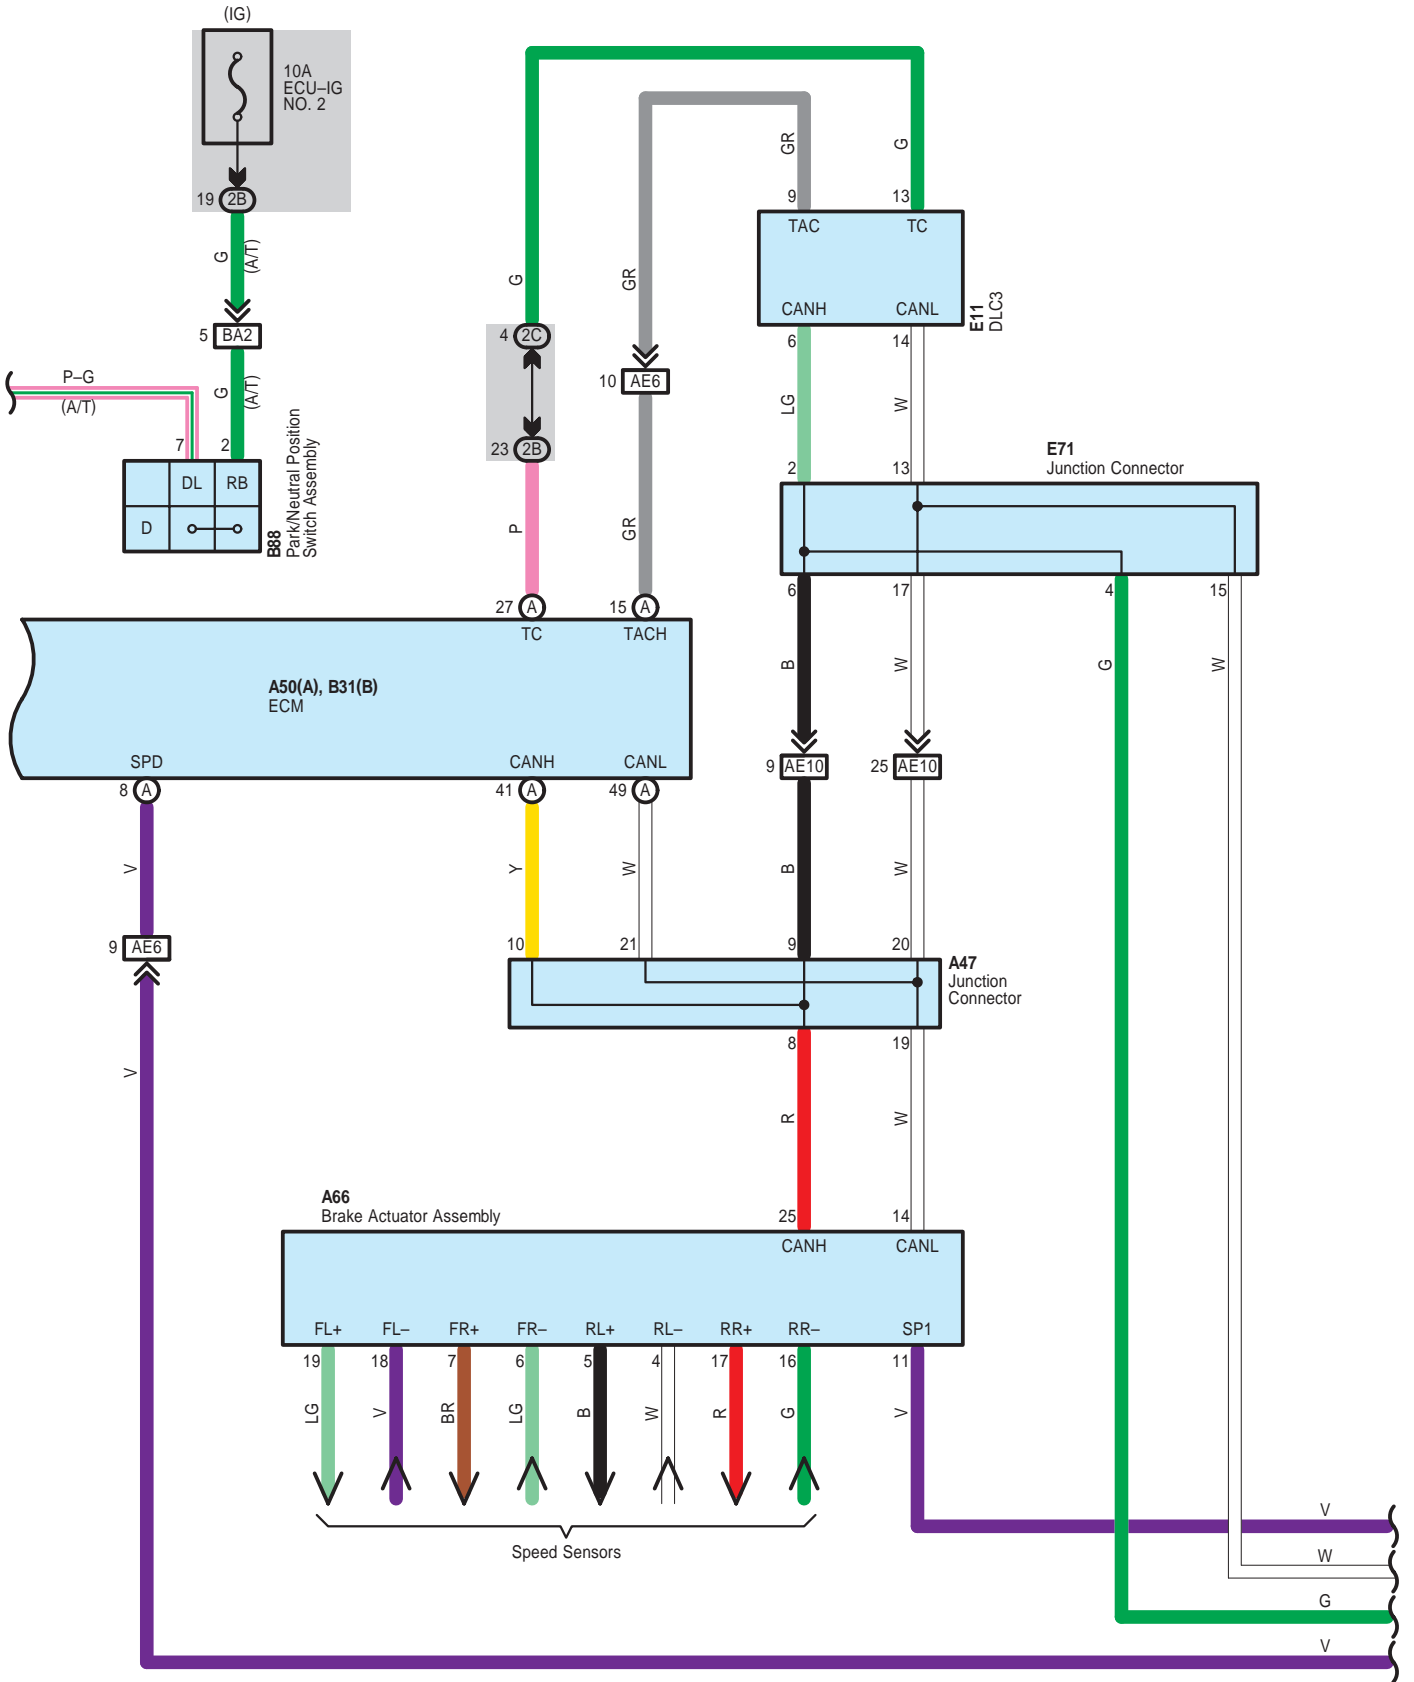 (IG)
10A
ECU–IG
NO. 2
19 2B
G
(A/T)
5 BA2
G
(A/T)
P–G
(A/T)
7
2
DL
RB
D
B88
Park/Neutral Position
Switch Assembly
G
4 2C
23 2B
P
GR
10 AE6
GR
GR
G
9
13
TAC
TC
CANH
CANL
E11
DLC3
6
14
LG
W
E71
Junction Connector
2
13
6
17
4
15
B
W
G
W
9 AE10
25 AE10
B
W
27 A
15 A
TC
TACH
A50(A), B31(B)
ECM
SPD
CANH
CANL
8 A
41 A
49 A
V
Y
W
9 AE6
V
10
21
9
20
A47
Junction
Connector
8
19
R
W
A66
Brake Actuator Assembly
25
14
CANH
CANL
FL+
FL–
FR+
FR–
RL+
RL–
RR+
RR–
SP1
19
18
7
6
5
4
17
16
11
LG
V
BR
LG
B
W
R
G
V
Speed Sensors
V
W
G
V